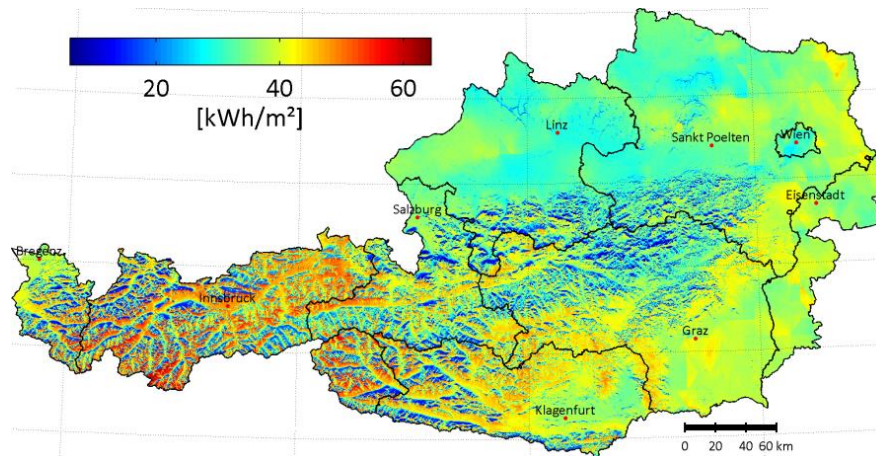 20 40 60
[kWh/m²]
Linz
Sankt Poelten
Wien
Salzburg
Eisenstadt
Bregenz
Innsbruck
Graz
Klagenfurt
0 20 40 60 km